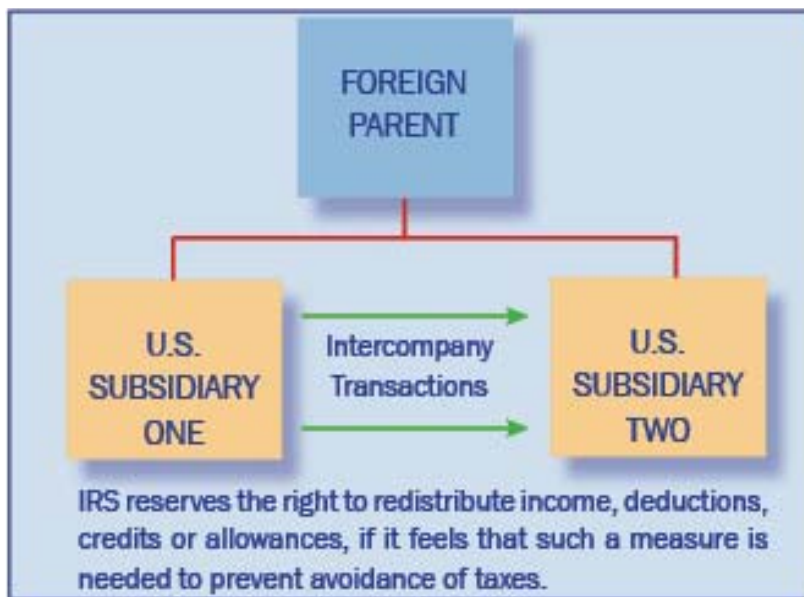 FOREIGN
PARENT
U.S.
SUBSIDIARY
ONE
Intercompany
Transactions
U.S.
SUBSIDIARY
TWO
IRS reserves the right to redistribute income, deductions,
credits or allowances, if it feels that such a measure is
needed to prevent avoidance of taxes.